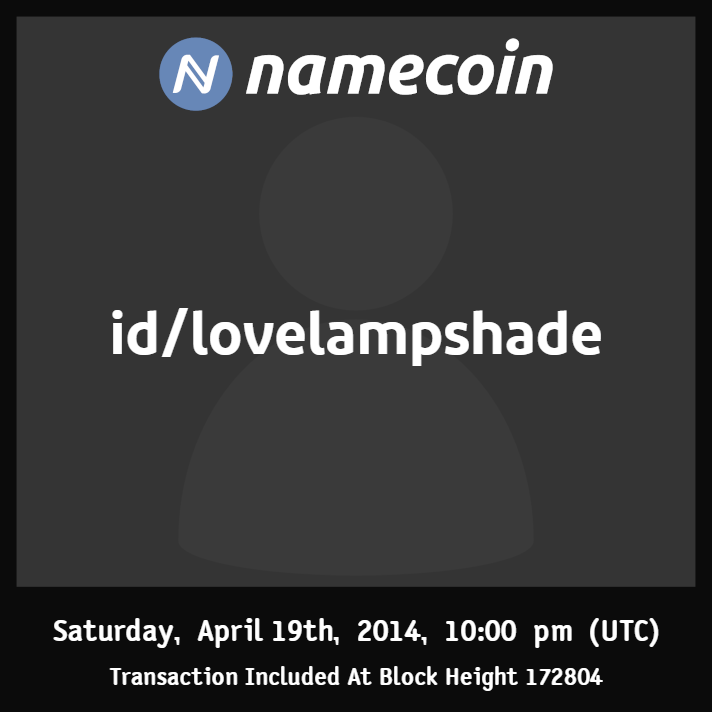 namecoin
id/lovelampshade
Saturday, April 19th, 2014, 10:00 pm (UTC)
Transaction Included At Block Height 172804